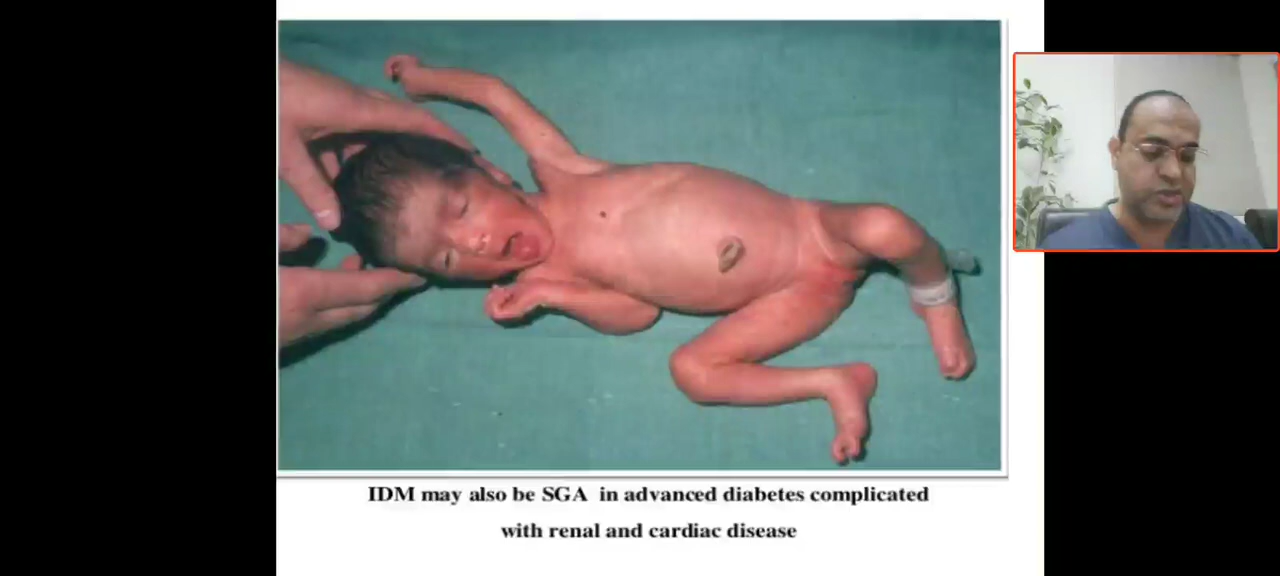 IDM may also be SGA in advanced diabetes complicated
with renal and cardiac disease